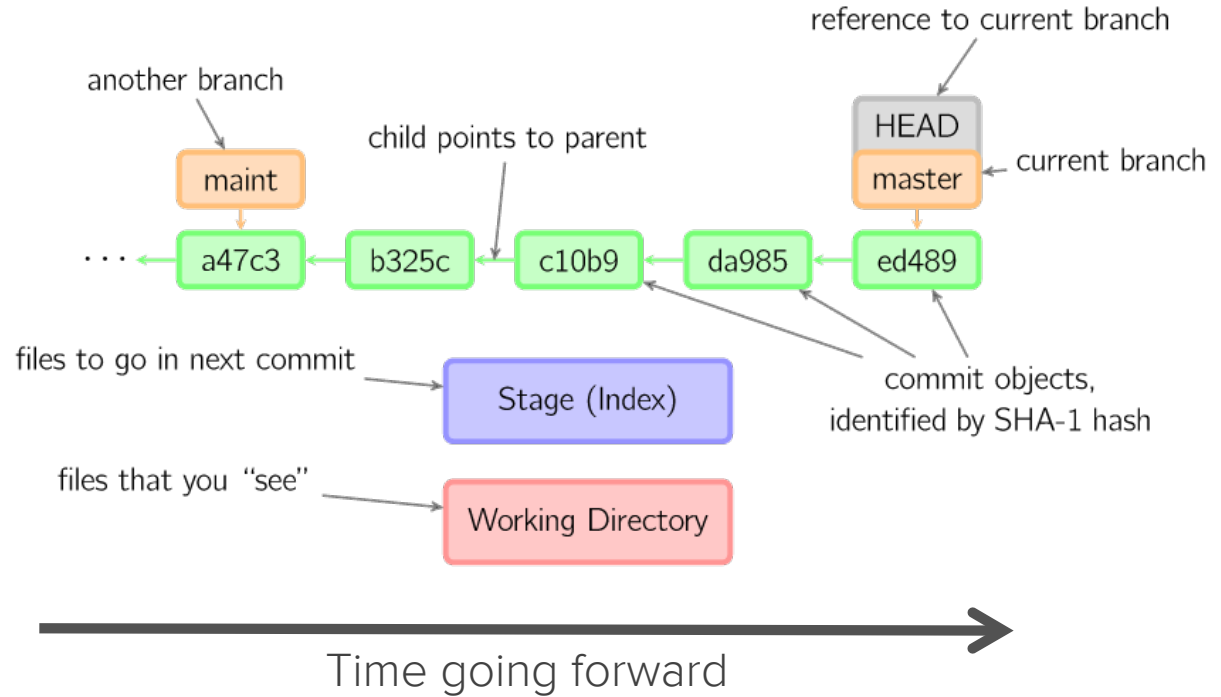 reference to current branch
another branch
HEAD
child points to parent
current branch
maint
master
...
a47c3
b325c
c10b9
da985
ed489
files to go in next commit
Stage (Index)
commit objects,
identified by SHA-1 hash
files that you “see”
Working Directory
Time going forward